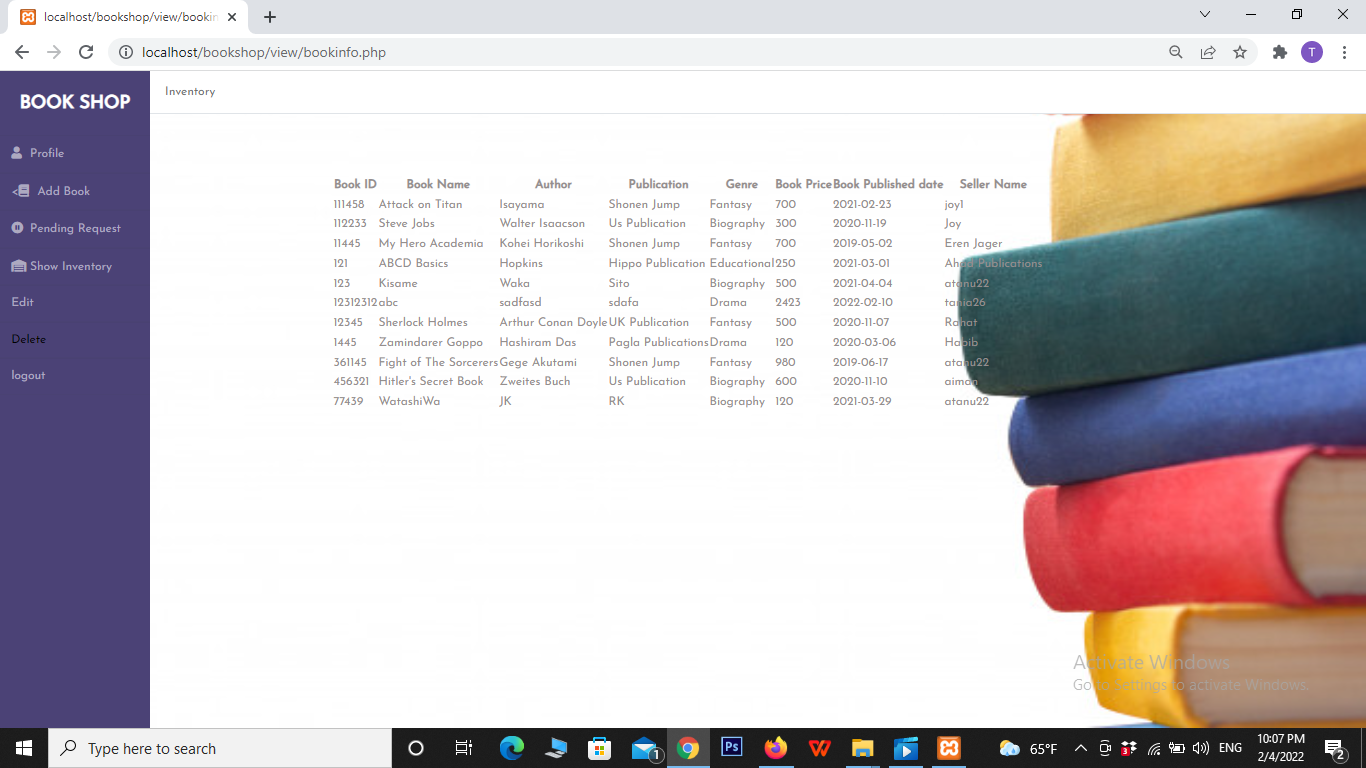 localhost/bookshop/view/bookin
localhost/bookshop/view/bookinfo.php
T
BOOK SHOP
Inventory
Profile
Add Book
Pending Request
Show Inventory
Edit
Delete
logout
Book ID Book Name Author Publication Genre Book Price Book Published date Seller Name
111458 Attack on Titan Isayama Shonen Jump Fantasy 700 2021-02-23 joy1
112233 Steve Jobs Walter Isaacson Us Publication Biography 300 2020-11-19 Joy
11445 My Hero Academia Kohei Horikoshi Shonen Jump Fantasy 700 2019-05-02 Eren Jager
121 ABCD Basics Hopkins Hippo Publication Educational 250 2021-03-01 Publications
123 Kisame Waka Sito Biography 500 2021-04-04 atanu22
12312312 abc sadfasd sdafa Drama 2423 2022-02-10 tania26
12345 Sherlock Holmes Arthur Conan Doyle UK Publication Fantasy 500 2020-11-07 Rahat
1445 Zamindarer Goppo Hashiram Das Pagla Publications Drama 120 2020-03-06 Habib
361145 Fight of The Sorcerers Gege Akutami Shonen Jump Fantasy 980 2019-06-17 atanu22
456321 Hitler's Secret Book Zweites Buch Us Publication Biography 600 2020-11-10 aiman
77439 WatashiWa JK RK Biography 120 2021-03-29 atanu22
Activate Windows
Go to Settings to activate Windows.
Type here to search
1
Ps
3
65°F
ENG
10:07 PM
2/4/2022
2